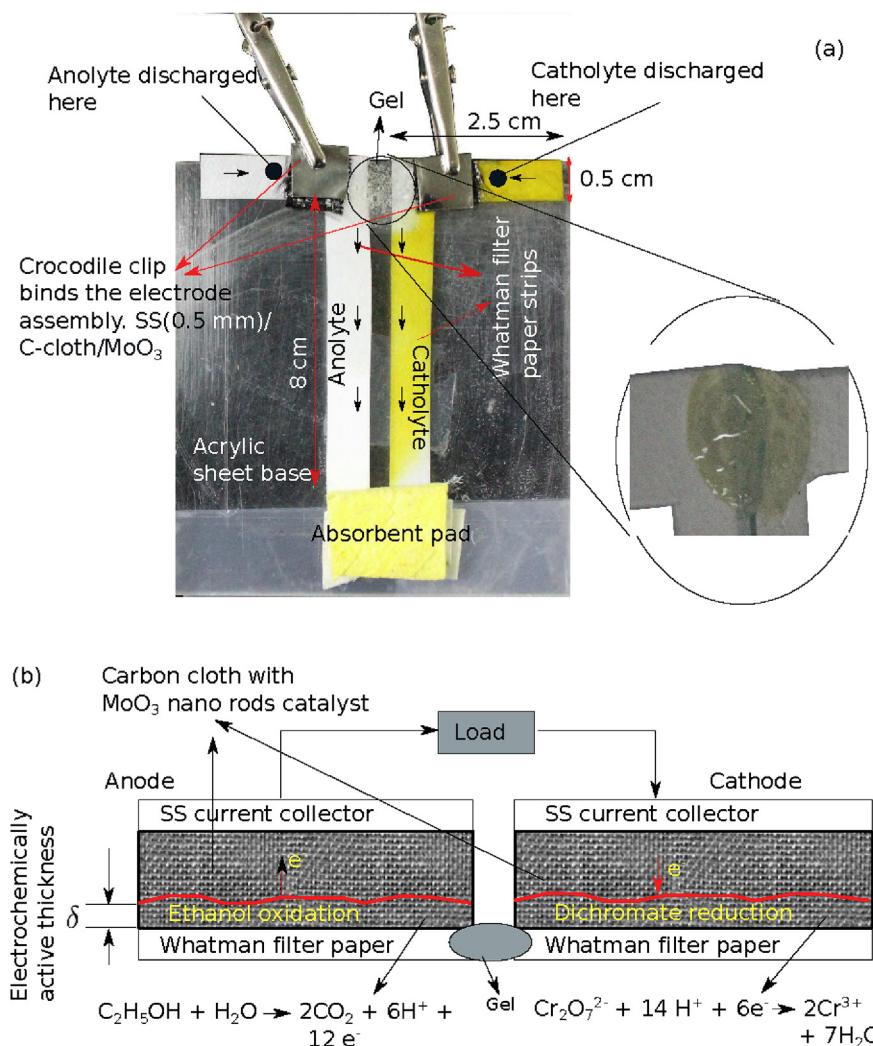 (a)
Anolyte discharged
here
Catholyte discharged
here
Gel
2.5 cm
0.5 cm
Crocodile clip
binds the electrode
assembly. SS(0.5 mm)/
C-cloth/MoO₃
8 cm
Anolyte
Catholyte
Whatman filter
paper strips
Acrylic
sheet base
Absorbent pad
(b)
Carbon cloth with
MoO₃ nano rods catalyst
Load
Anode
Cathode
SS current collector
SS current collector
Electrochemically
active thickness
δ
e
e
Ethanol oxidation
Dichromate reduction
Whatman filter paper
Whatman filter paper
Gel
C₂H₅OH + H₂O → 2CO₂ + 6H⁺ +
12 e⁻
Cr₂O₇²⁻ + 14 H⁺ + 6e⁻ → 2Cr³⁺
+ 7H₂O